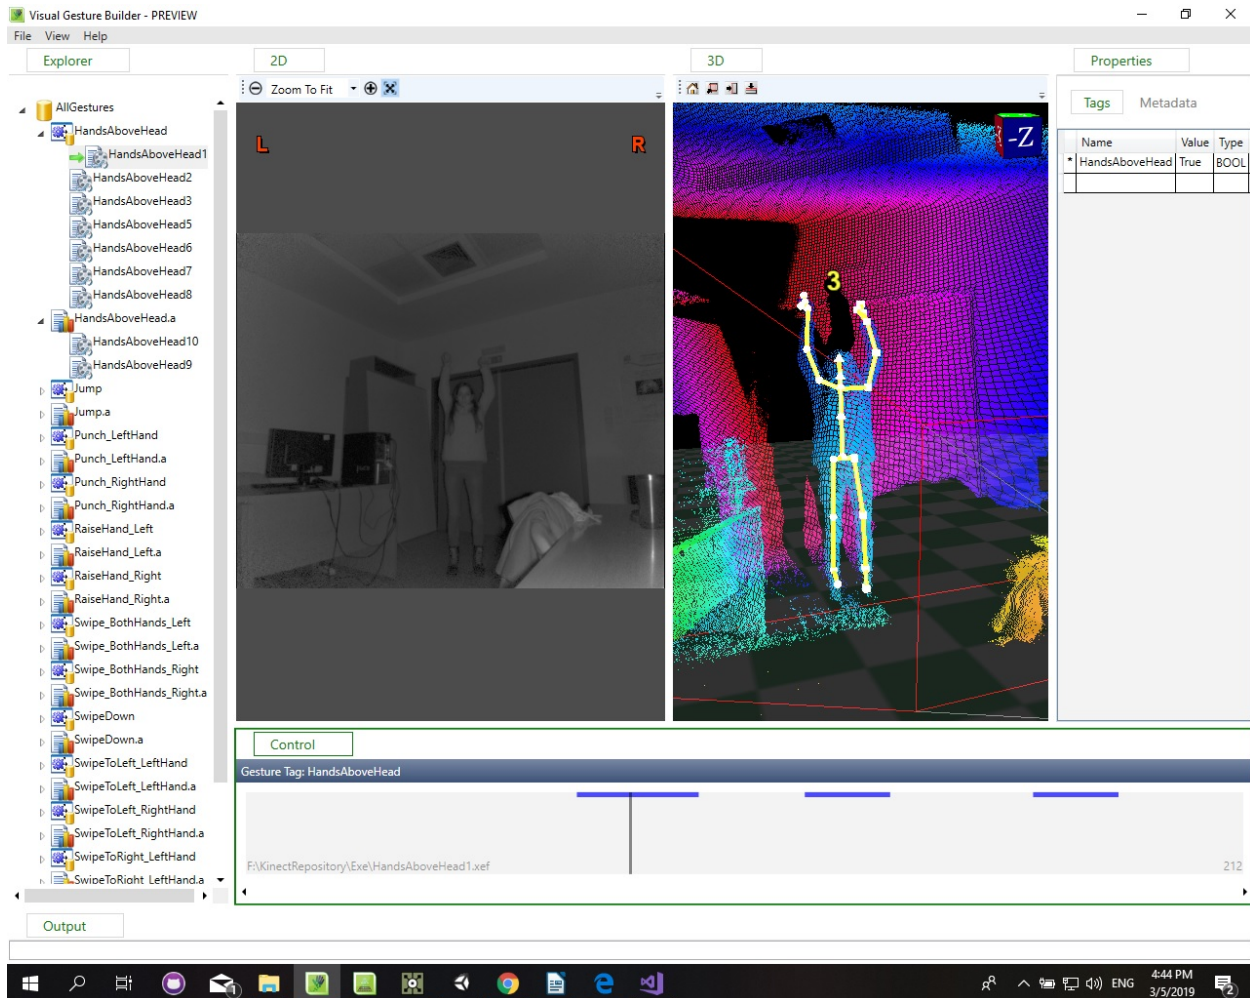 Visual Gesture Builder - PREVIEW
File View Help
Explorer
2D
3D
Properties
Zoom To Fit
Tags Metadata
AllGestures
HandsAboveHead
HandsAboveHead1
HandsAboveHead2
HandsAboveHead3
HandsAboveHead5
HandsAboveHead6
HandsAboveHead7
HandsAboveHead8
HandsAboveHead.a
HandsAboveHead10
HandsAboveHead9
Jump
Jump.a
Punch_LeftHand
Punch_LeftHand.a
Punch_RightHand
Punch_RightHand.a
RaiseHand_Left
RaiseHand_Left.a
RaiseHand_Right
RaiseHand_Right.a
Swipe_BothHands_Left
Swipe_BothHands_Left.a
Swipe_BothHands_Right
Swipe_BothHands_Right.a
SwipeDown
SwipeDown.a
SwipeToLeft_LeftHand
SwipeToLeft_LeftHand.a
SwipeToLeft_RightHand
SwipeToLeft_RightHand.a
SwipeToRight_LeftHand
SwipeToRight_LeftHand.a
L R
-Z
3
Name Value Type
* HandsAboveHead True BOOL
Control
Gesture Tag: HandsAboveHead
F:\KinectRepository\Exe\HandsAboveHead1.xef 212
Output
1
ENG
4:44 PM
3/5/2019
2